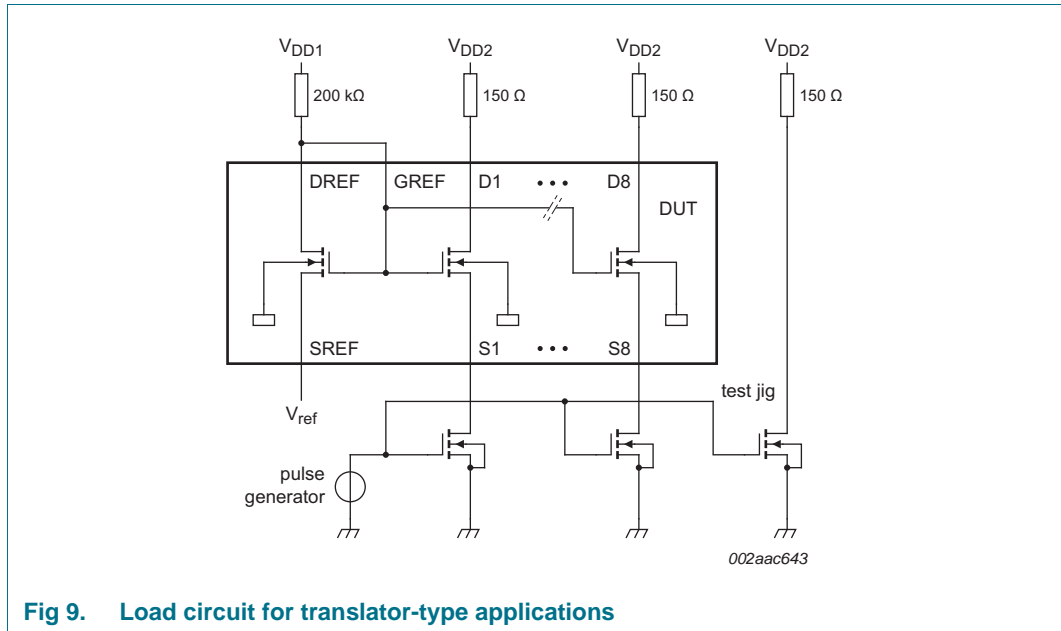 VDD1 VDD2 VDD2 VDD2
200 kΩ 150 Ω 150 Ω 150 Ω
DREF GREF D1 • • • D8
DUT
SREF S1 • • • S8
test jig
Vref
pulse
generator
002aac643
Fig 9. Load circuit for translator-type applications